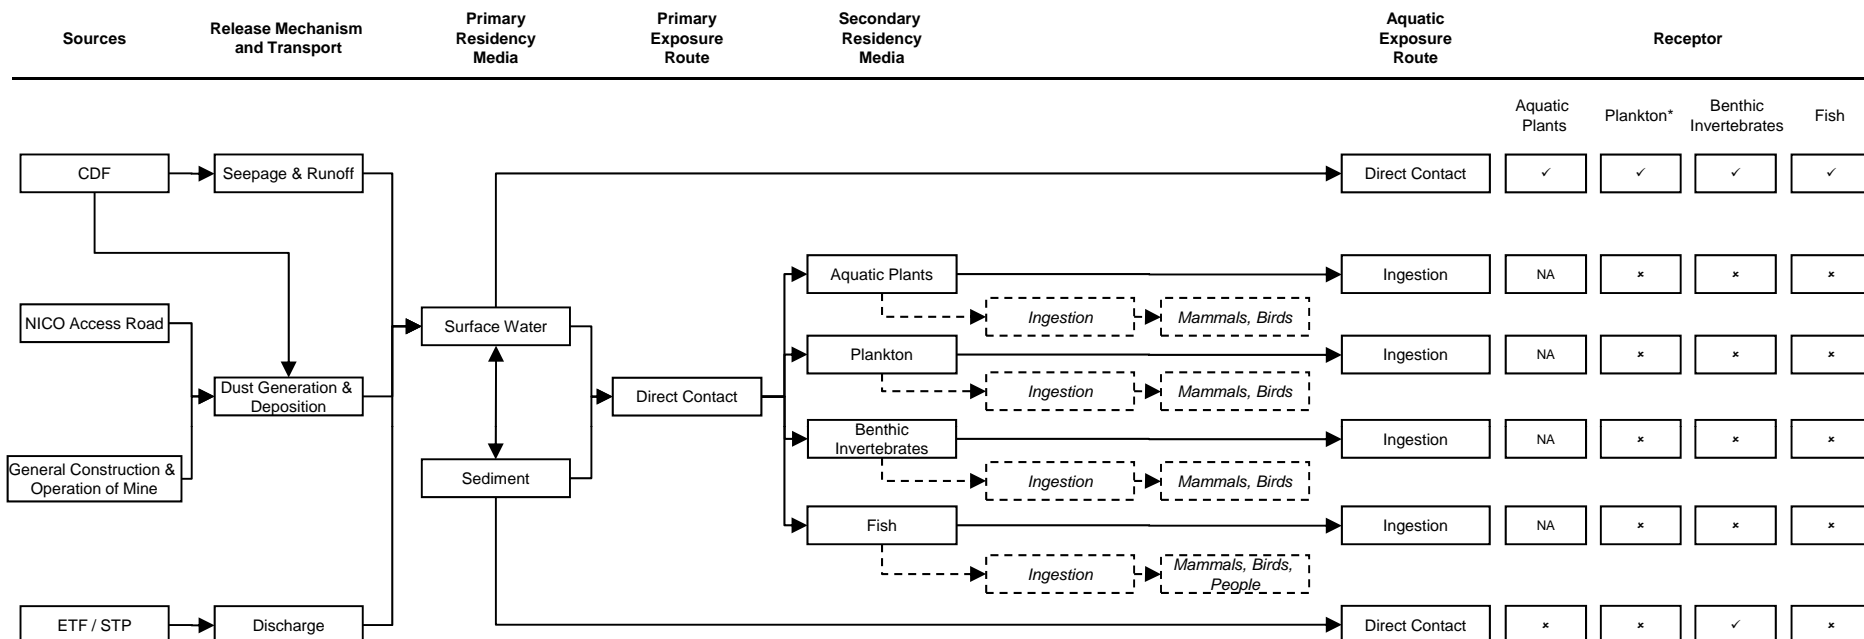 Sources
Release Mechanism
and Transport
Primary
Residency
Media
Primary
Exposure
Route
Secondary
Residency
Media
Aquatic
Exposure
Route
Receptor
Aquatic
Plants
Plankton*
Benthic
Invertebrates
Fish
CDF
Seepage & Runoff
Direct Contact
✓
✓
✓
✓
Aquatic Plants
Ingestion
NA
×
×
×
Ingestion
Mammals, Birds
NICO Access Road
Surface Water
Plankton
Ingestion
NA
×
×
×
Ingestion
Mammals, Birds
Dust Generation &
Deposition
Direct Contact
Benthic
Invertebrates
Ingestion
NA
×
×
×
Ingestion
Mammals, Birds
General Construction &
Operation of Mine
Sediment
Fish
Ingestion
NA
×
×
×
Ingestion
Mammals, Birds,
People
ETF / STP
Discharge
Direct Contact
×
×
✓
×